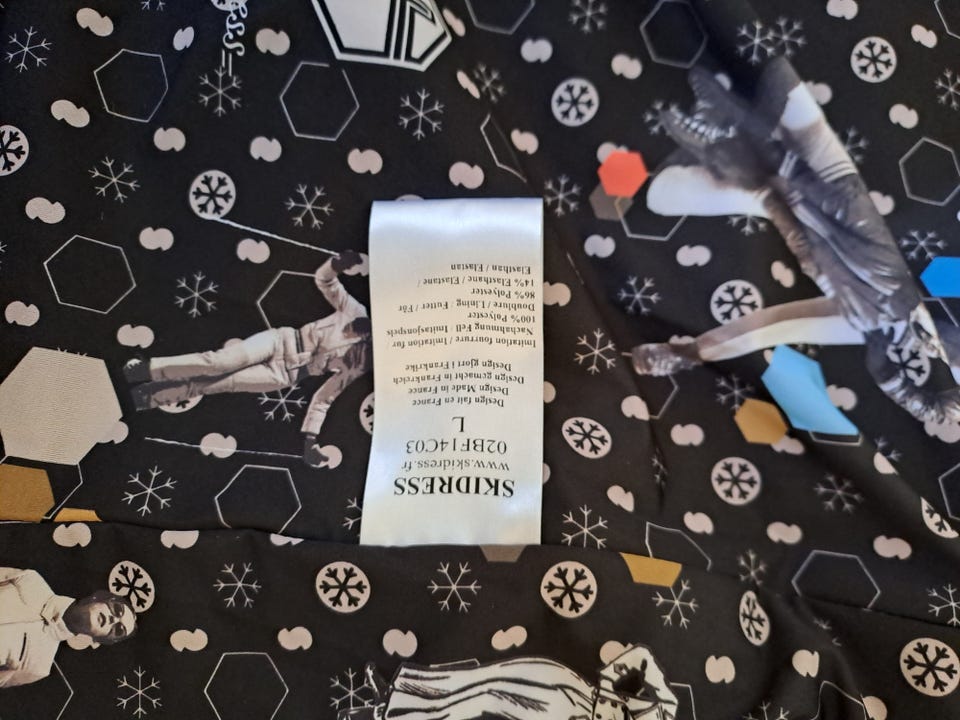 SKIDRESS
www.skidress.fr
02BF14C03
L
Design fait en France
Design Made in France
Design gemacht in Frankreich
Design gjort i Frankrike
Imitation fourrure / Imitation fur /
Nachahmung Fell / Imitasjonspels
100% Polyester
Doublure / Lining / Futter / Fôr
86% Polyester
14% Elasthane / Elastane /
Elasthan / Elastan